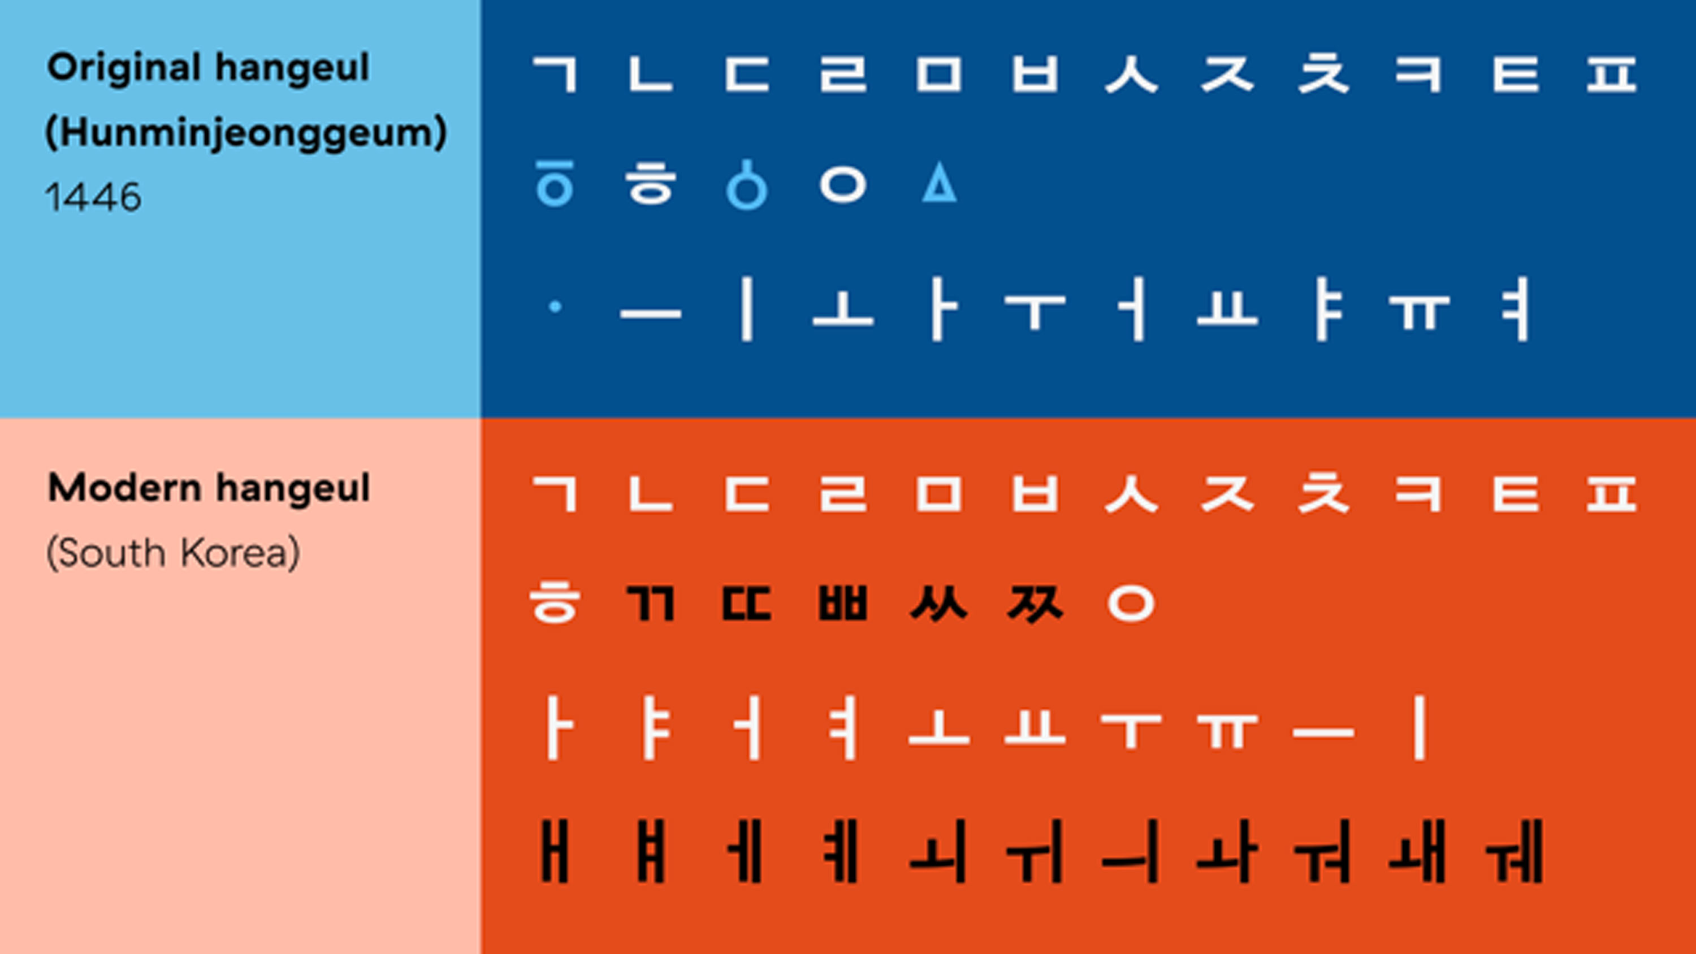 Original hangeul
(Hunminjeonggeum)
1446
ㄱ ㄴ ㄷ ㄹ ㅁ ㅂ ㅅ ㅈ ㅊ ㅋ ㅌ ㅍ
ㆆ ㅎ ㆁ ㅇ ㅿ
ㆍ ㅡ ㅣ ㅗ ㅏ ㅜ ㅓ ㅛ ㅑ ㅠ ㅕ
Modern hangeul
(South Korea)
ㄱ ㄴ ㄷ ㄹ ㅁ ㅂ ㅅ ㅈ ㅊ ㅋ ㅌ ㅍ
ㅎ ㄲ ㄸ ㅃ ㅆ ㅉ ㅇ
ㅏ ㅑ ㅓ ㅕ ㅗ ㅛ ㅜ ㅠ ㅡ ㅣ
ㅐ ㅒ ㅔ ㅖ ㅚ ㅟ ㅢ ㅘ ㅝ ㅙ ㅞ